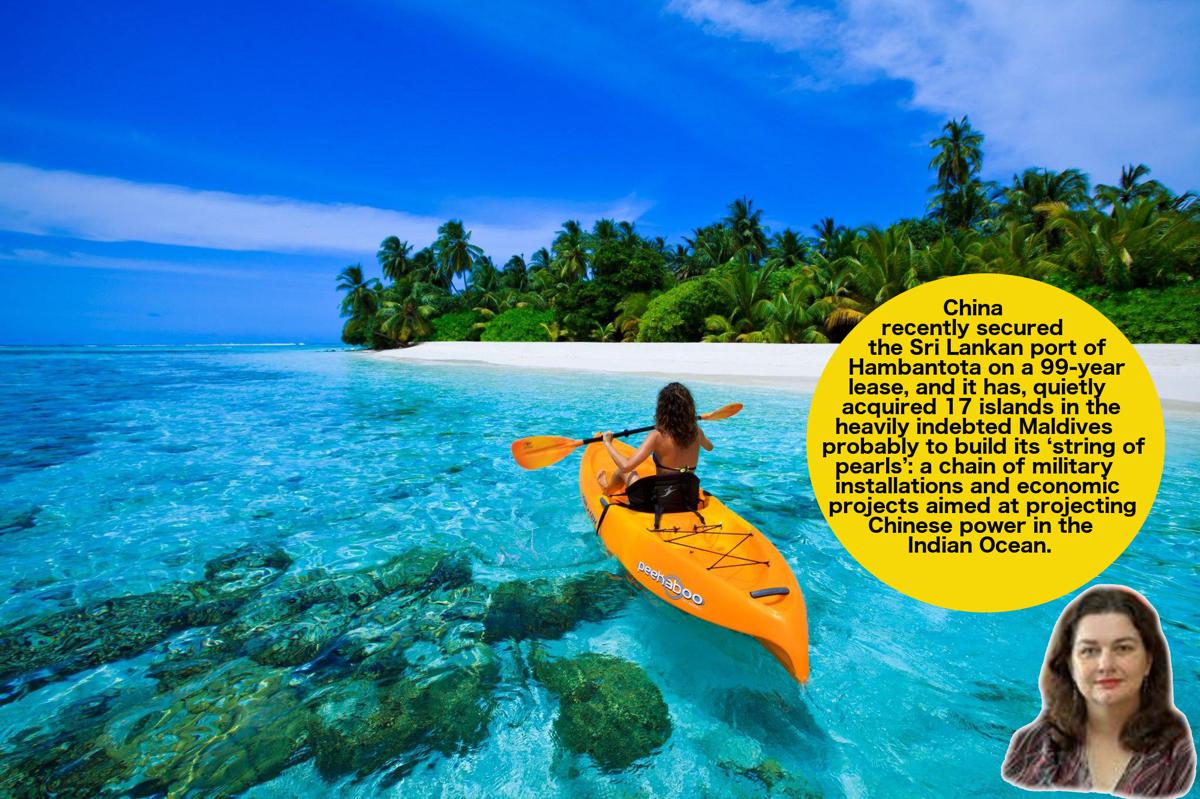 China
recently secured
the Sri Lankan port of
Hambantota on a 99-year
lease, and it has, quietly
acquired 17 islands in the
heavily indebted Maldives
probably to build its ‘string of
pearls’: a chain of military
installations and economic
projects aimed at projecting
Chinese power in the
Indian Ocean.
peekaboo